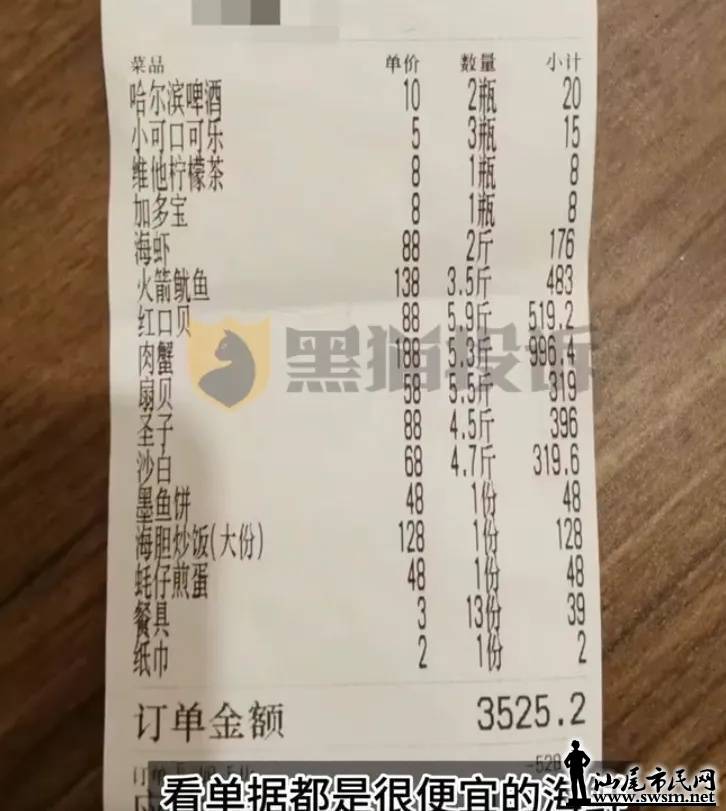 菜品 单价 数量 小计
哈尔滨啤酒 10 2瓶 20
小可口可乐 5 3瓶 15
维他柠檬茶 8 1瓶 8
加多宝 8 1瓶 8
海虾 88 2斤 176
火箭鱿鱼 138 3.5斤 483
红口贝 88 5.9斤 519.2
肉蟹 188 5.3斤 996.4
扇贝 58 5.5斤 319
圣子 88 4.5斤 396
沙白 68 4.7斤 319.6
墨鱼饼 48 1份 48
海胆炒饭(大份) 128 1份 128
蚝仔煎蛋 48 1份 48
餐具 3 13份 39
纸巾 2 1份 2
黑猫投诉
订单金额 3525.2
看单据都是很便宜的海
汕尾市民网
www.swsm.net